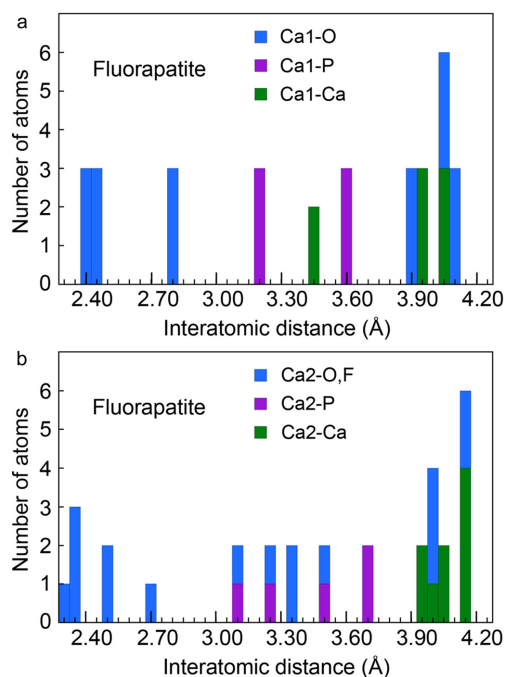 a
Ca1-O
Ca1-P
Ca1-Ca
Fluorapatite
Number of atoms
6
5
4
3
2
1
0
2.40 2.70 3.00 3.30 3.60 3.90 4.20
Interatomic distance (Å)
b
Ca2-O,F
Ca2-P
Ca2-Ca
Fluorapatite
Number of atoms
6
5
4
3
2
1
0
2.40 2.70 3.00 3.30 3.60 3.90 4.20
Interatomic distance (Å)